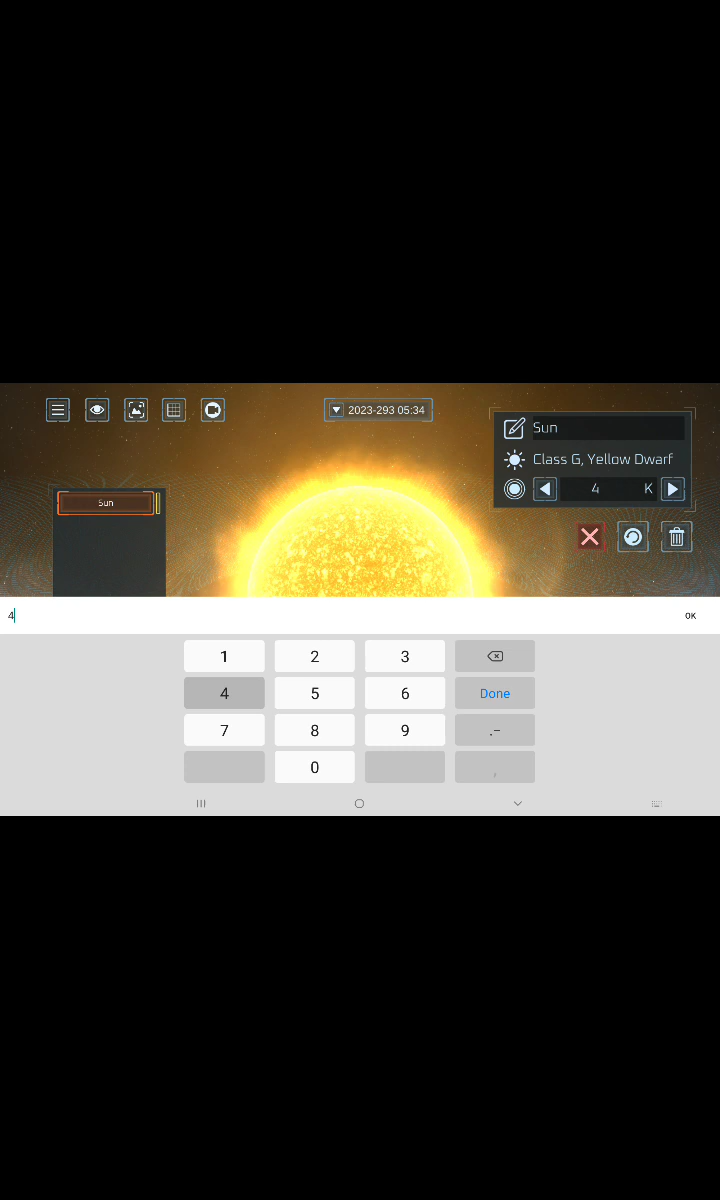 2023-293 05:34
Sun
Class G, Yellow Dwarf
4 K
Sun
4
OK
1 2 3
4 5 6 Done
7 8 9 .-
0 ,